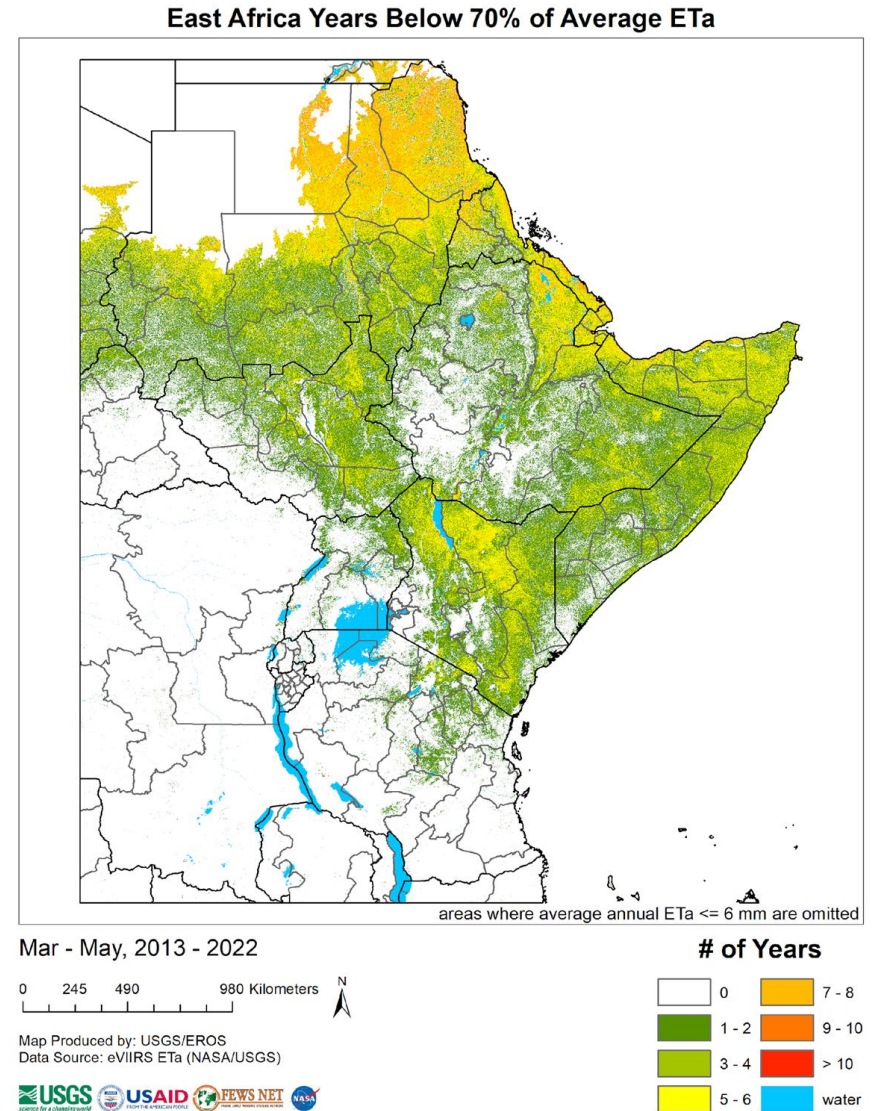 East Africa Years Below 70% of Average ETa
areas where average annual ETa <= 6 mm are omitted
Mar - May, 2013 - 2022
0 245 490 980 Kilometers
N
Map Produced by: USGS/EROS
Data Source: eVIIRS ETa (NASA/USGS)
USGS
science for a changing world
USAID
FROM THE AMERICAN PEOPLE
FEWS NET
NASA
# of Years
0
7 - 8
1 - 2
9 - 10
3 - 4
> 10
5 - 6
water